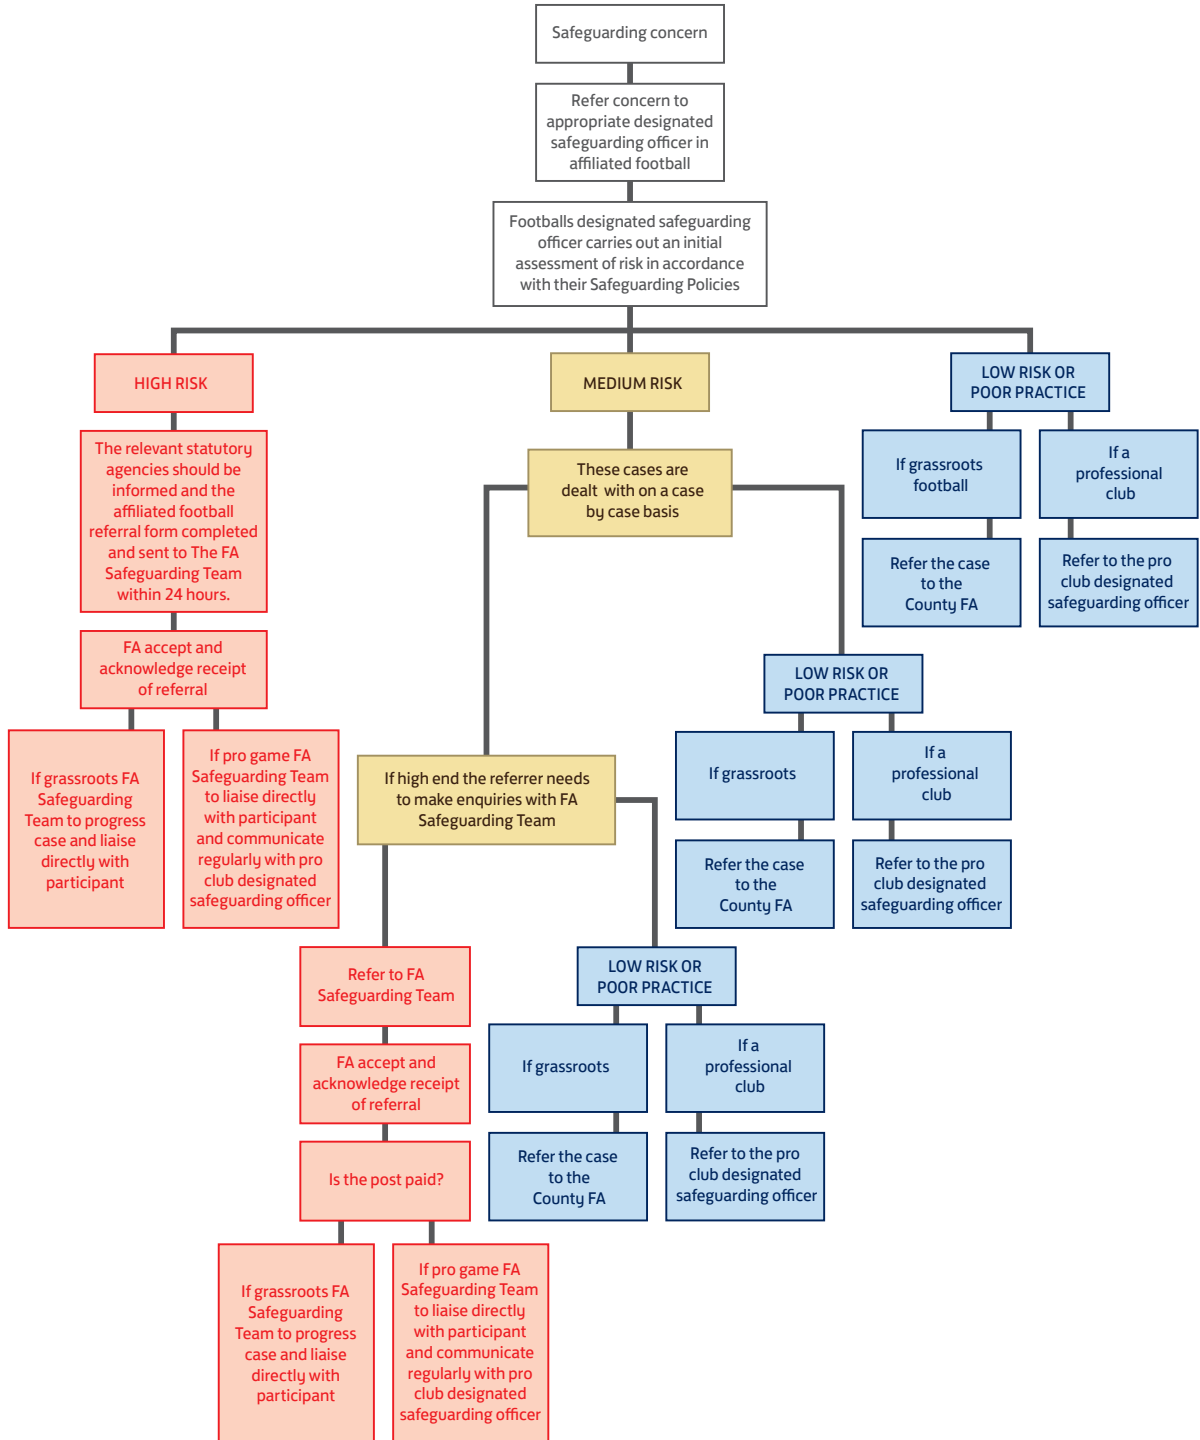 Safeguarding concern
Refer concern to
appropriate designated
safeguarding officer in
affiliated football
Footballs designated safeguarding
officer carries out an initial
assessment of risk in accordance
with their Safeguarding Policies
HIGH RISK
The relevant statutory
agencies should be
informed and the
affiliated football
referral form completed
and sent to The FA
Safeguarding Team
within 24 hours.
FA accept and
acknowledge receipt
of referral
If grassroots FA
Safeguarding
Team to progress
case and liaise
directly with
participant
If pro game FA
Safeguarding Team
to liaise directly
with participant
and communicate
regularly with pro
club designated
safeguarding officer
MEDIUM RISK
These cases are
dealt with on a case
by case basis
If high end the referrer needs
to make enquiries with FA
Safeguarding Team
Refer to FA
Safeguarding Team
FA accept and
acknowledge receipt
of referral
Is the post paid?
If grassroots FA
Safeguarding
Team to progress
case and liaise
directly with
participant
If pro game FA
Safeguarding Team
to liaise directly
with participant
and communicate
regularly with pro
club designated
safeguarding officer
LOW RISK OR
POOR PRACTICE
If grassroots
Refer the case
to the
County FA
If a
professional
club
Refer to the pro
club designated
safeguarding officer
LOW RISK OR
POOR PRACTICE
If grassroots
Refer the case
to the
County FA
If a
professional
club
Refer to the pro
club designated
safeguarding officer
LOW RISK OR
POOR PRACTICE
If grassroots
football
Refer the case
to the
County FA
If a
professional
club
Refer to the pro
club designated
safeguarding officer